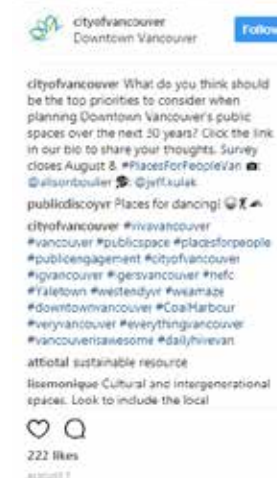 cityofvancouver
Downtown Vancouver
Follow
cityofvancouver What do you think should
be the top priorities to consider when
planning Downtown Vancouver's public
spaces over the next 30 years? Click the link
in our bio to share your thoughts. Survey
closes August 8. #PlacesForPeopleVan 📷:
@alisonboulier 🗣: @jeff.kulak
publicdiscoyvr Places for dancing!
cityofvancouver #vivavancouver
#vancouver #publicspace #placesforpeople
#publicengagement #cityofvancouver
#igvancouver #igersvancouver #nefc
#Yaletown #westendyvr #weamaze
#downtownvancouver #CoalHarbour
#veryvancouver #everythingvancouver
#vancouverisawesome #dailyhivevan
attiotal sustainable resource
lisemonique Cultural and intergenerational
spaces. Look to include the local
222 likes